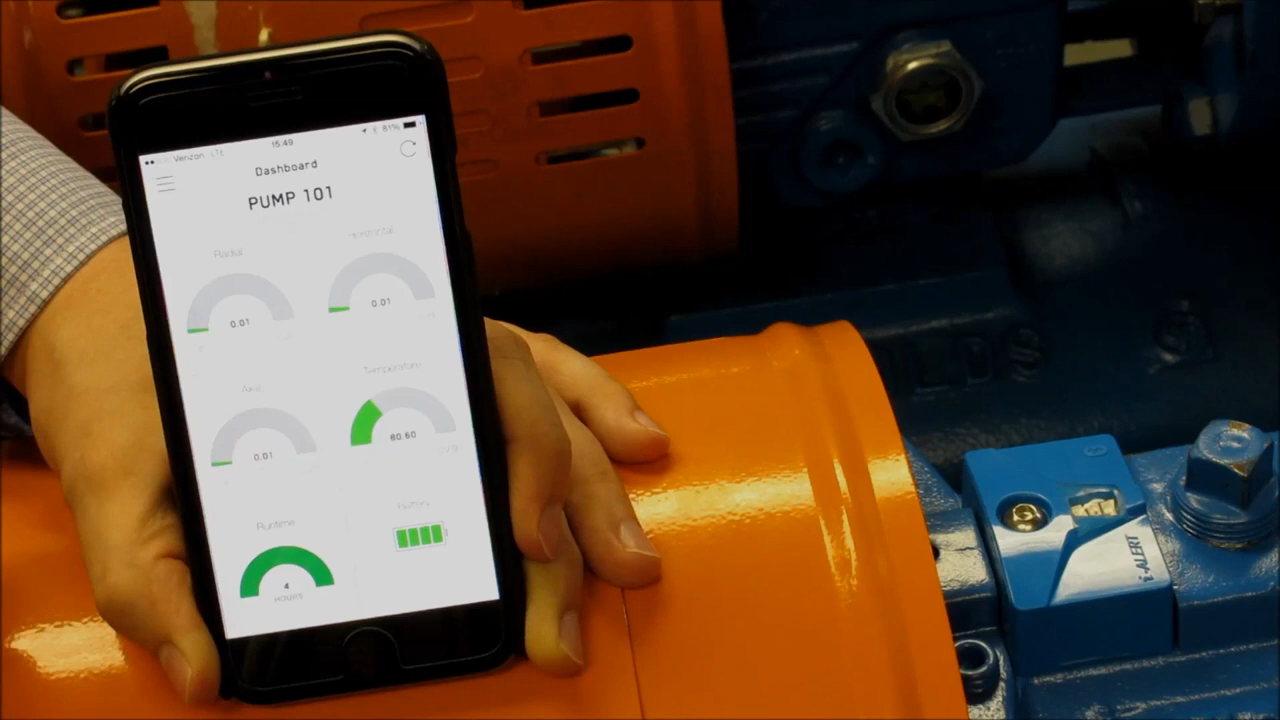 Verizon LTE 15:49 81%
Dashboard
PUMP 101
Radial Horizontal
0.01 0.01
Axial Temperature
0.01 80.60
Runtime Battery
4
HOURS
i-ALERT